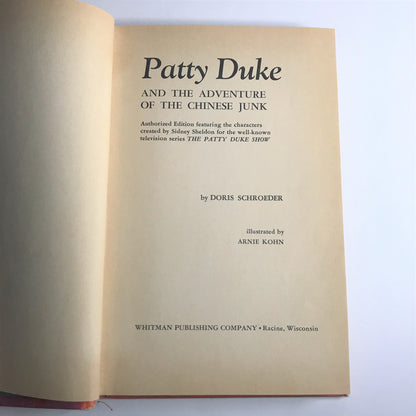 Patty Duke
AND THE ADVENTURE
OF THE CHINESE JUNK
Authorized Edition featuring the characters
created by Sidney Sheldon for the well-known
television series THE PATTY DUKE SHOW
by DORIS SCHROEDER
illustrated by
ARNIE KOHN
WHITMAN PUBLISHING COMPANY • Racine, Wisconsin